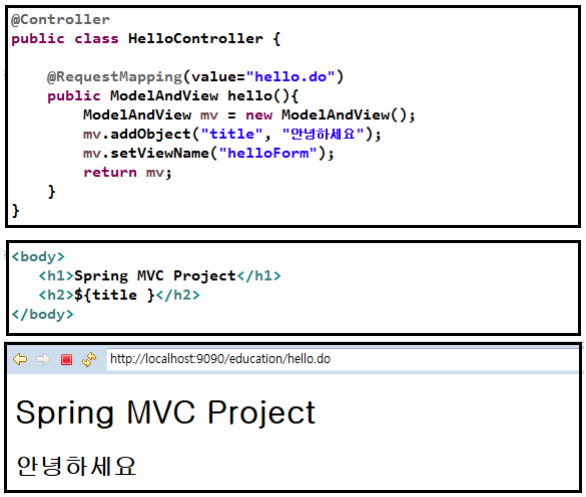 @Controller
public class HelloController {
@RequestMapping(value="hello.do")
public ModelAndView hello(){
ModelAndView mv = new ModelAndView();
mv.addObject("title", "안녕하세요");
mv.setViewName("helloForm");
return mv;
}
}
<body>
<h1>Spring MVC Project</h1>
<h2>${title }</h2>
</body>
http://localhost:9090/education/hello.do
Spring MVC Project
안녕하세요